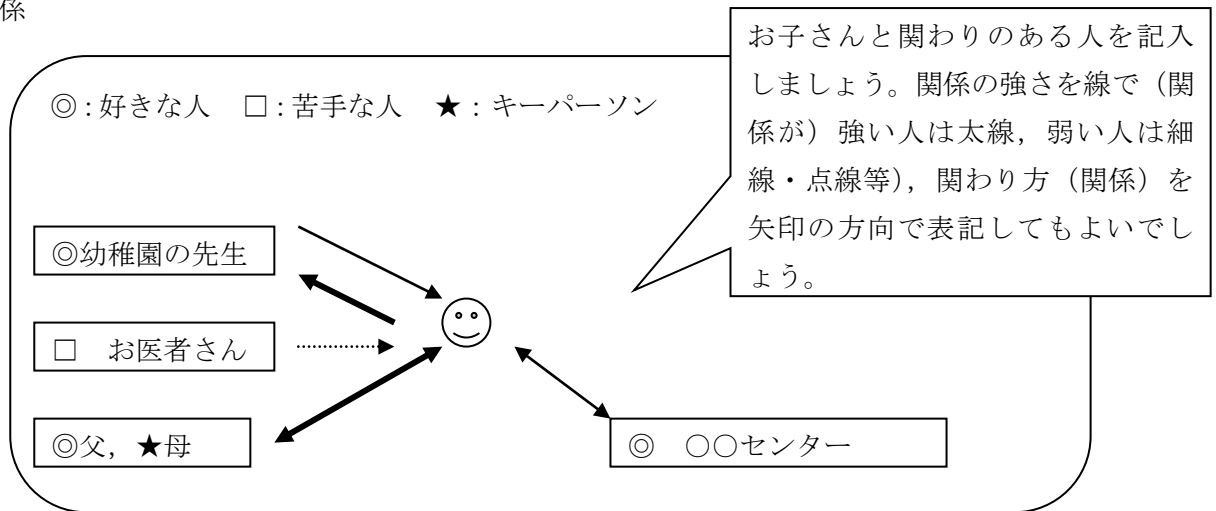 係
お子さんと関わりのある人を記入
しましょう。関係の強さを線で（関
係が）強い人は太線，弱い人は細
線・点線等），関わり方（関係）を
矢印の方向で表記してもよいでし
ょう。
◎：好きな人　□：苦手な人　★：キーパーソン
◎幼稚園の先生
□　お医者さん
◎父，★母
◎　○○センター